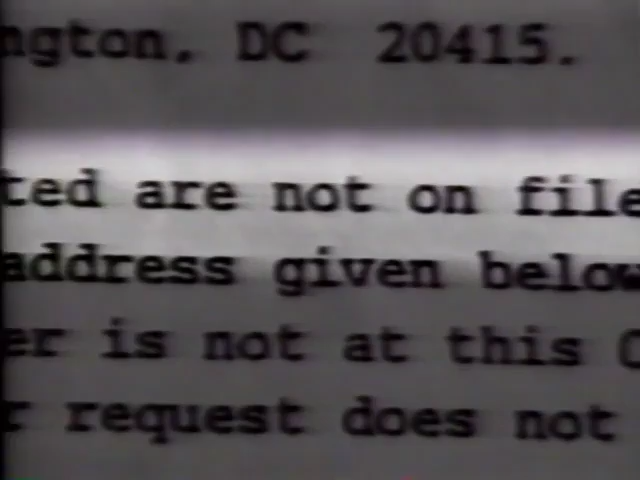 ngton, DC 20415.
ted are not on file
address given below
er is not at this C
r request does not